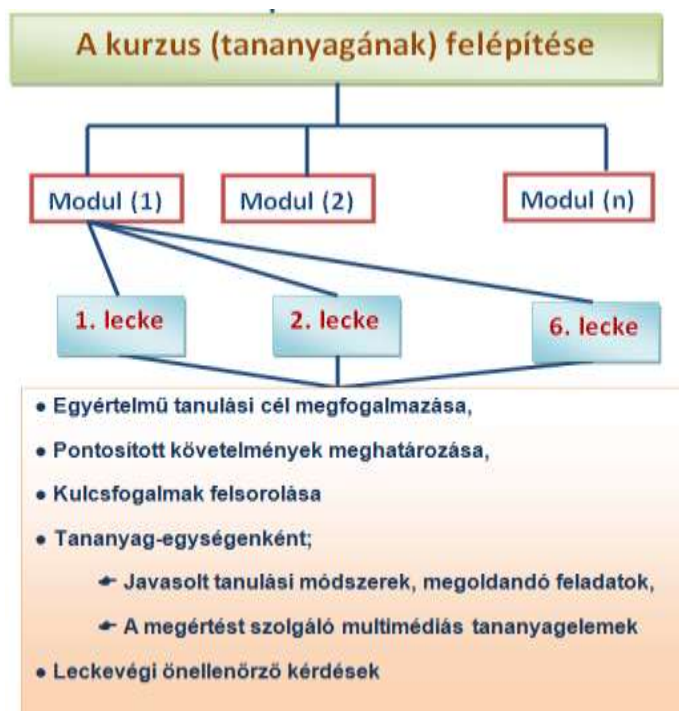 A kurzus (tananyagának) felépítése
Modul (1)
Modul (2)
Modul (n)
1. lecke
2. lecke
6. lecke
● Egyértelmű tanulási cél megfogalmazása,
● Pontosított követelmények meghatározása,
● Kulcsfogalmak felsorolása
● Tananyag-egységenként;
☛ Javasolt tanulási módszerek, megoldandó feladatok,
☛ A megértést szolgáló multimédiás tananyagelemek
● Leckevégi önellenőrző kérdések